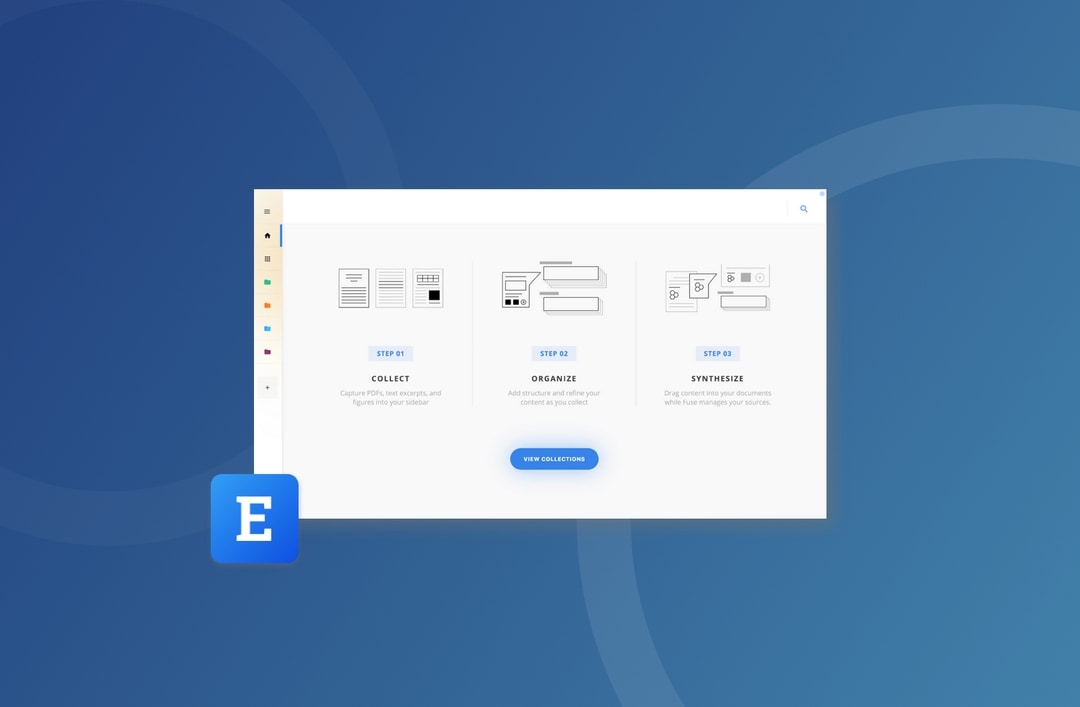 STEP 01
COLLECT
Capture PDFs, text excerpts, and
figures into your sidebar
STEP 02
ORGANIZE
Add structure and refine your
content as you collect
STEP 03
SYNTHESIZE
Drag content into your documents
while Fuse manages your sources.
VIEW COLLECTIONS
E